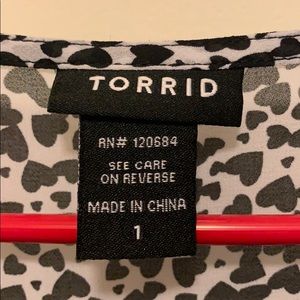 TORRID
RN# 120684
SEE CARE
ON REVERSE
MADE IN CHINA
1